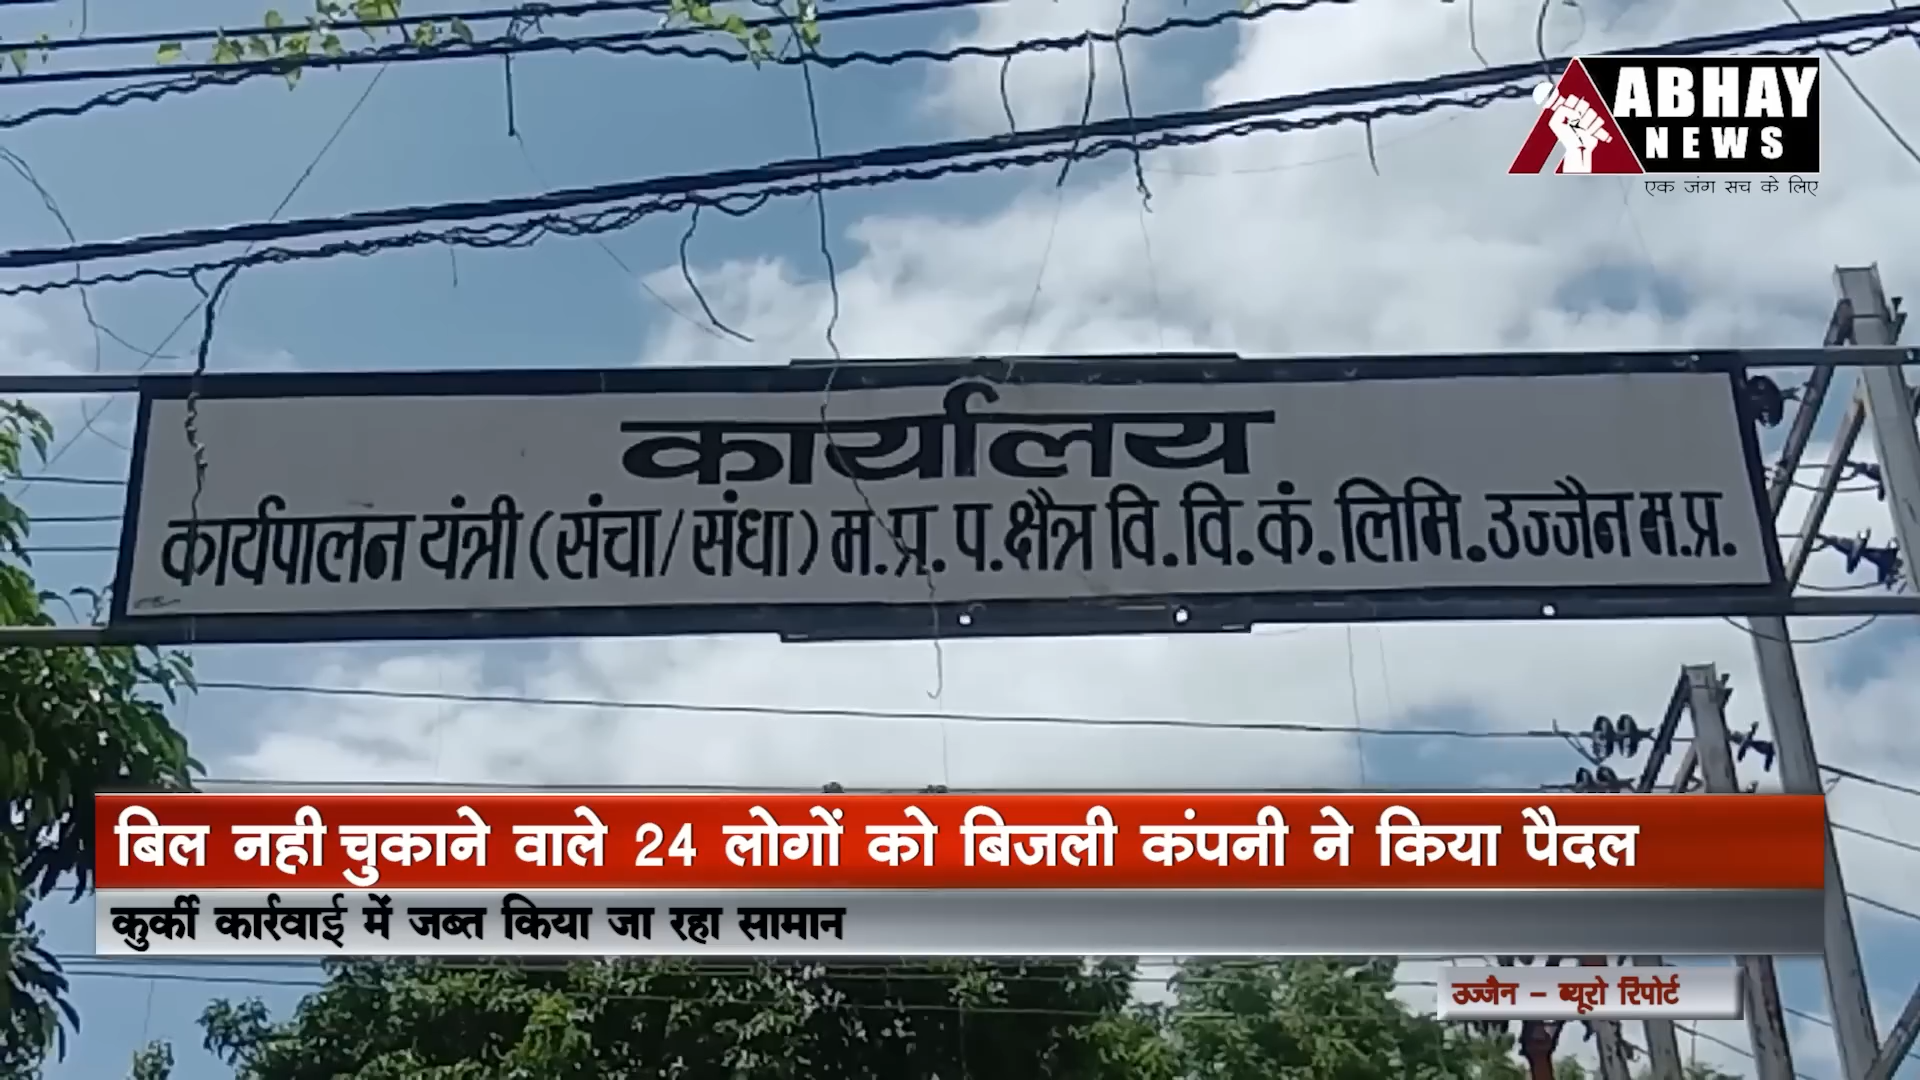 ABHAY
NEWS
एक जंग सच के लिए
कार्यालय
कार्यपालन यंत्री (संचा/संधा) म.प्र. प.क्षैत्र वि.वि.कं.लिमि.उज्जैन म.प्र.
बिल नही चुकाने वाले 24 लोगों को बिजली कंपनी ने किया पैदल
कुर्की कार्रवाई में जब्त किया जा रहा सामान
उज्जैन – ब्यूरो रिपोर्ट